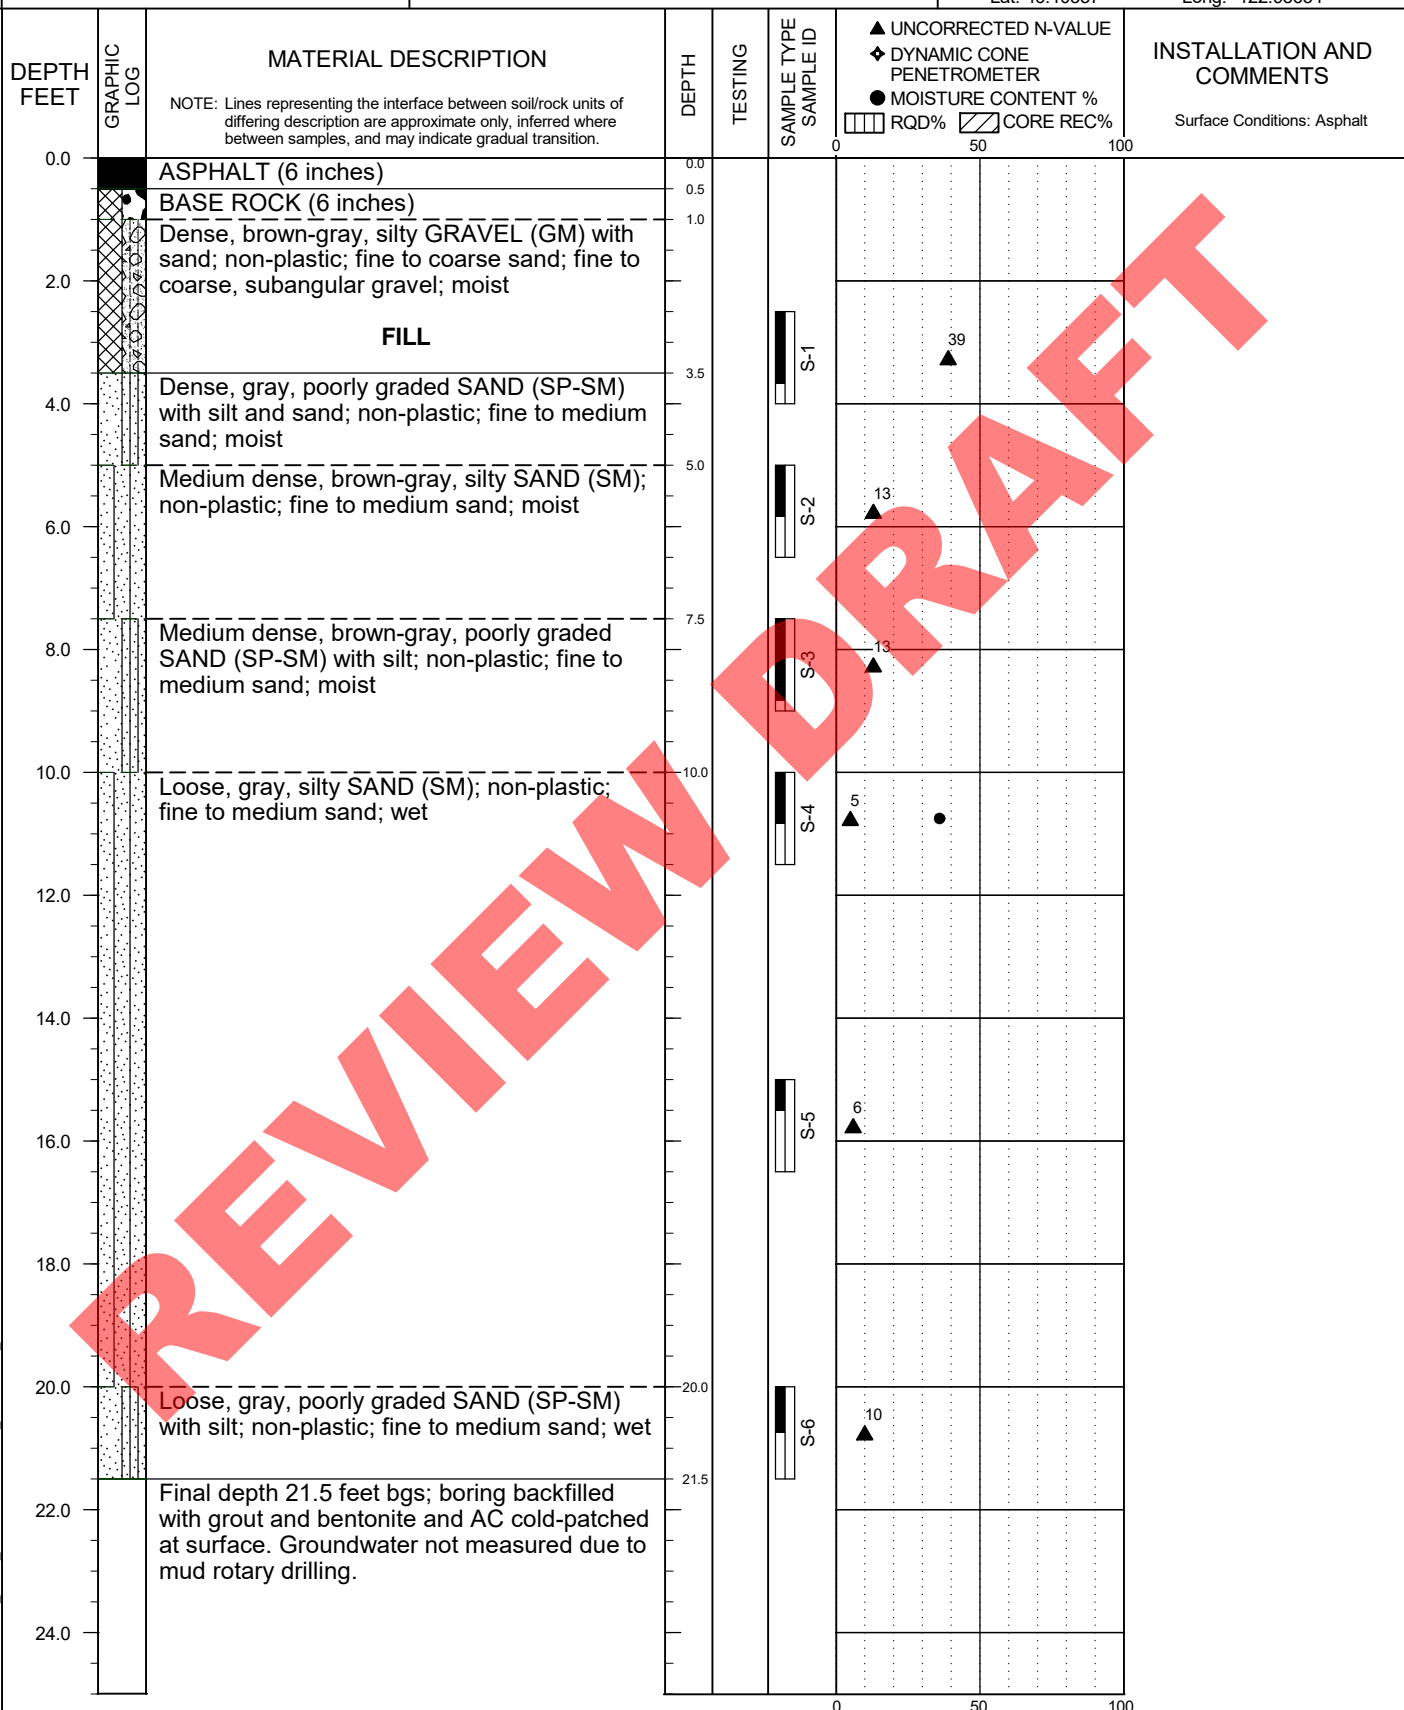 DEPTH
FEET
GRAPHIC
LOG
MATERIAL DESCRIPTION
NOTE: Lines representing the interface between soil/rock units of
differing description are approximate only, inferred where
between samples, and may indicate gradual transition.
DEPTH
TESTING
SAMPLE TYPE
SAMPLE ID
UNCORRECTED N-VALUE
DYNAMIC CONE
PENETROMETER
MOISTURE CONTENT %
RQD% CORE REC%
0 50 100
INSTALLATION AND
COMMENTS
Surface Conditions: Asphalt
0.0
ASPHALT (6 inches)
0.0
0.5
BASE ROCK (6 inches)
1.0
Dense, brown-gray, silty GRAVEL (GM) with
sand; non-plastic; fine to coarse sand; fine to
coarse, subangular gravel; moist
2.0
FILL
S-1
39
3.5
Dense, gray, poorly graded SAND (SP-SM)
with silt and sand; non-plastic; fine to medium
sand; moist
4.0
5.0
Medium dense, brown-gray, silty SAND (SM);
non-plastic; fine to medium sand; moist
S-2
13
6.0
7.5
Medium dense, brown-gray, poorly graded
SAND (SP-SM) with silt; non-plastic; fine to
medium sand; moist
8.0
S-3
13
10.0
10.0
Loose, gray, silty SAND (SM); non-plastic;
fine to medium sand; wet
S-4
5
12.0
14.0
S-5
6
16.0
18.0
20.0
20.0
Loose, gray, poorly graded SAND (SP-SM)
with silt; non-plastic; fine to medium sand; wet
S-6
10
21.5
Final depth 21.5 feet bgs; boring backfilled
with grout and bentonite and AC cold-patched
at surface. Groundwater not measured due to
mud rotary drilling.
22.0
24.0
0 50 100
REVIEW DRAFT